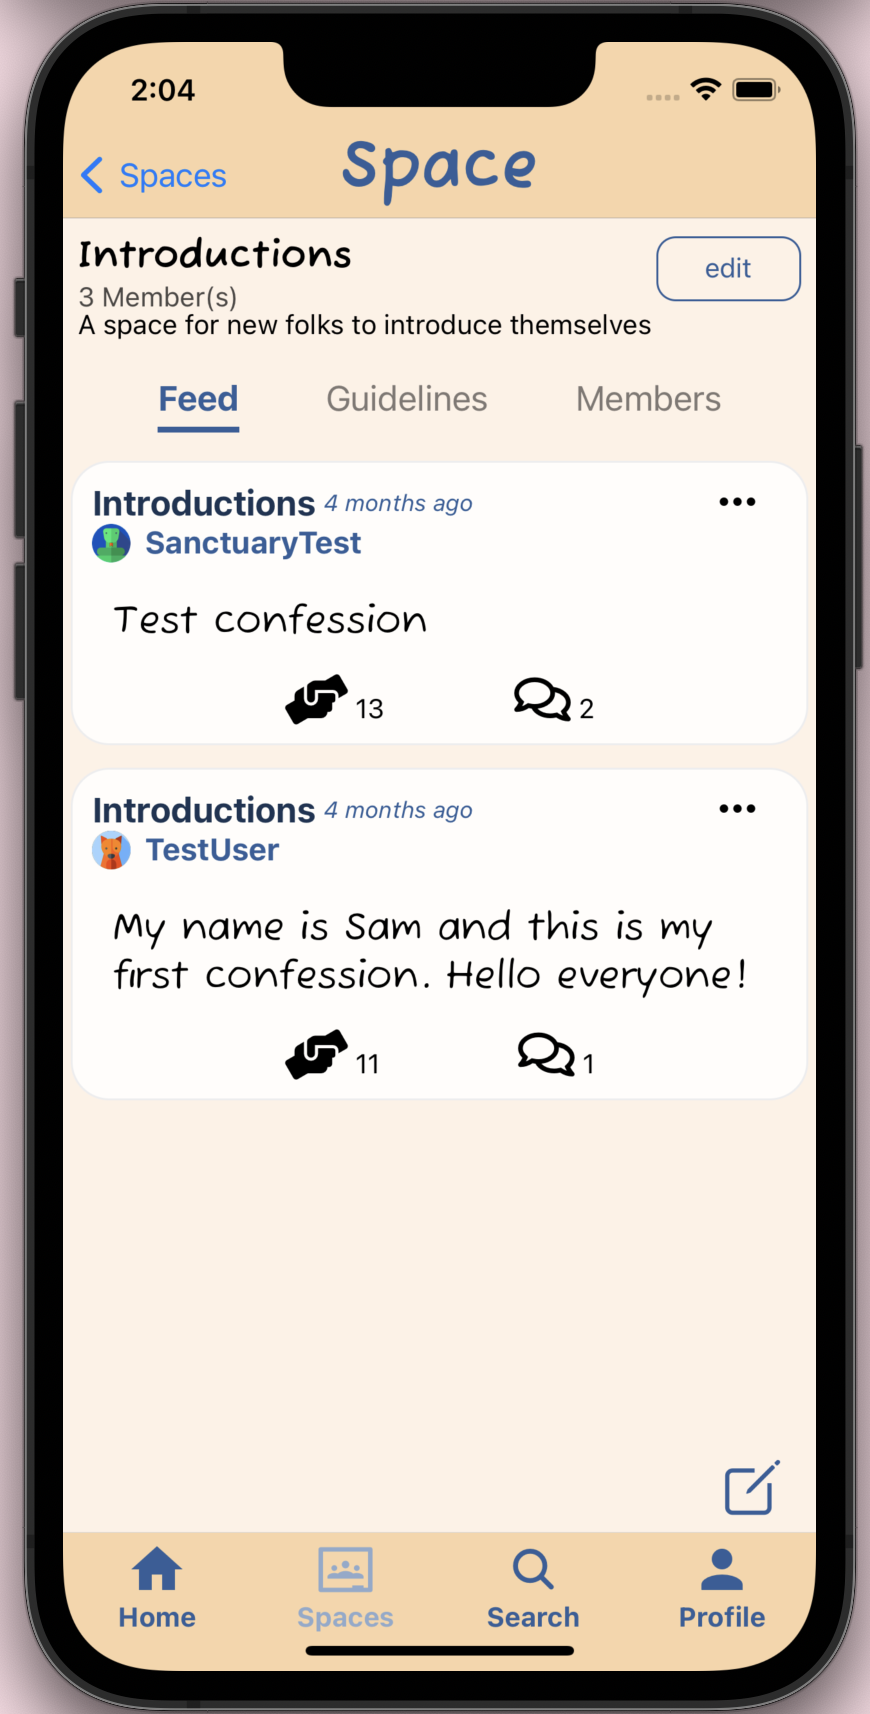 2:04
Spaces
Space
Introductions
edit
3 Member(s)
A space for new folks to introduce themselves
Feed Guidelines Members
Introductions 4 months ago
SanctuaryTest
Test confession
13 2
Introductions 4 months ago
TestUser
My name is Sam and this is my
first confession. Hello everyone!
11 1
Home Spaces Search Profile